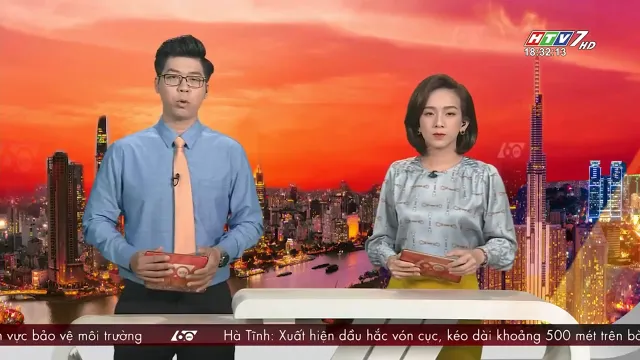 HTV7 HD
18:32:13
vực bảo vệ môi trường 60 Hà Tĩnh: Xuất hiện dầu hắc vón cục, kéo dài khoảng 500 mét trên